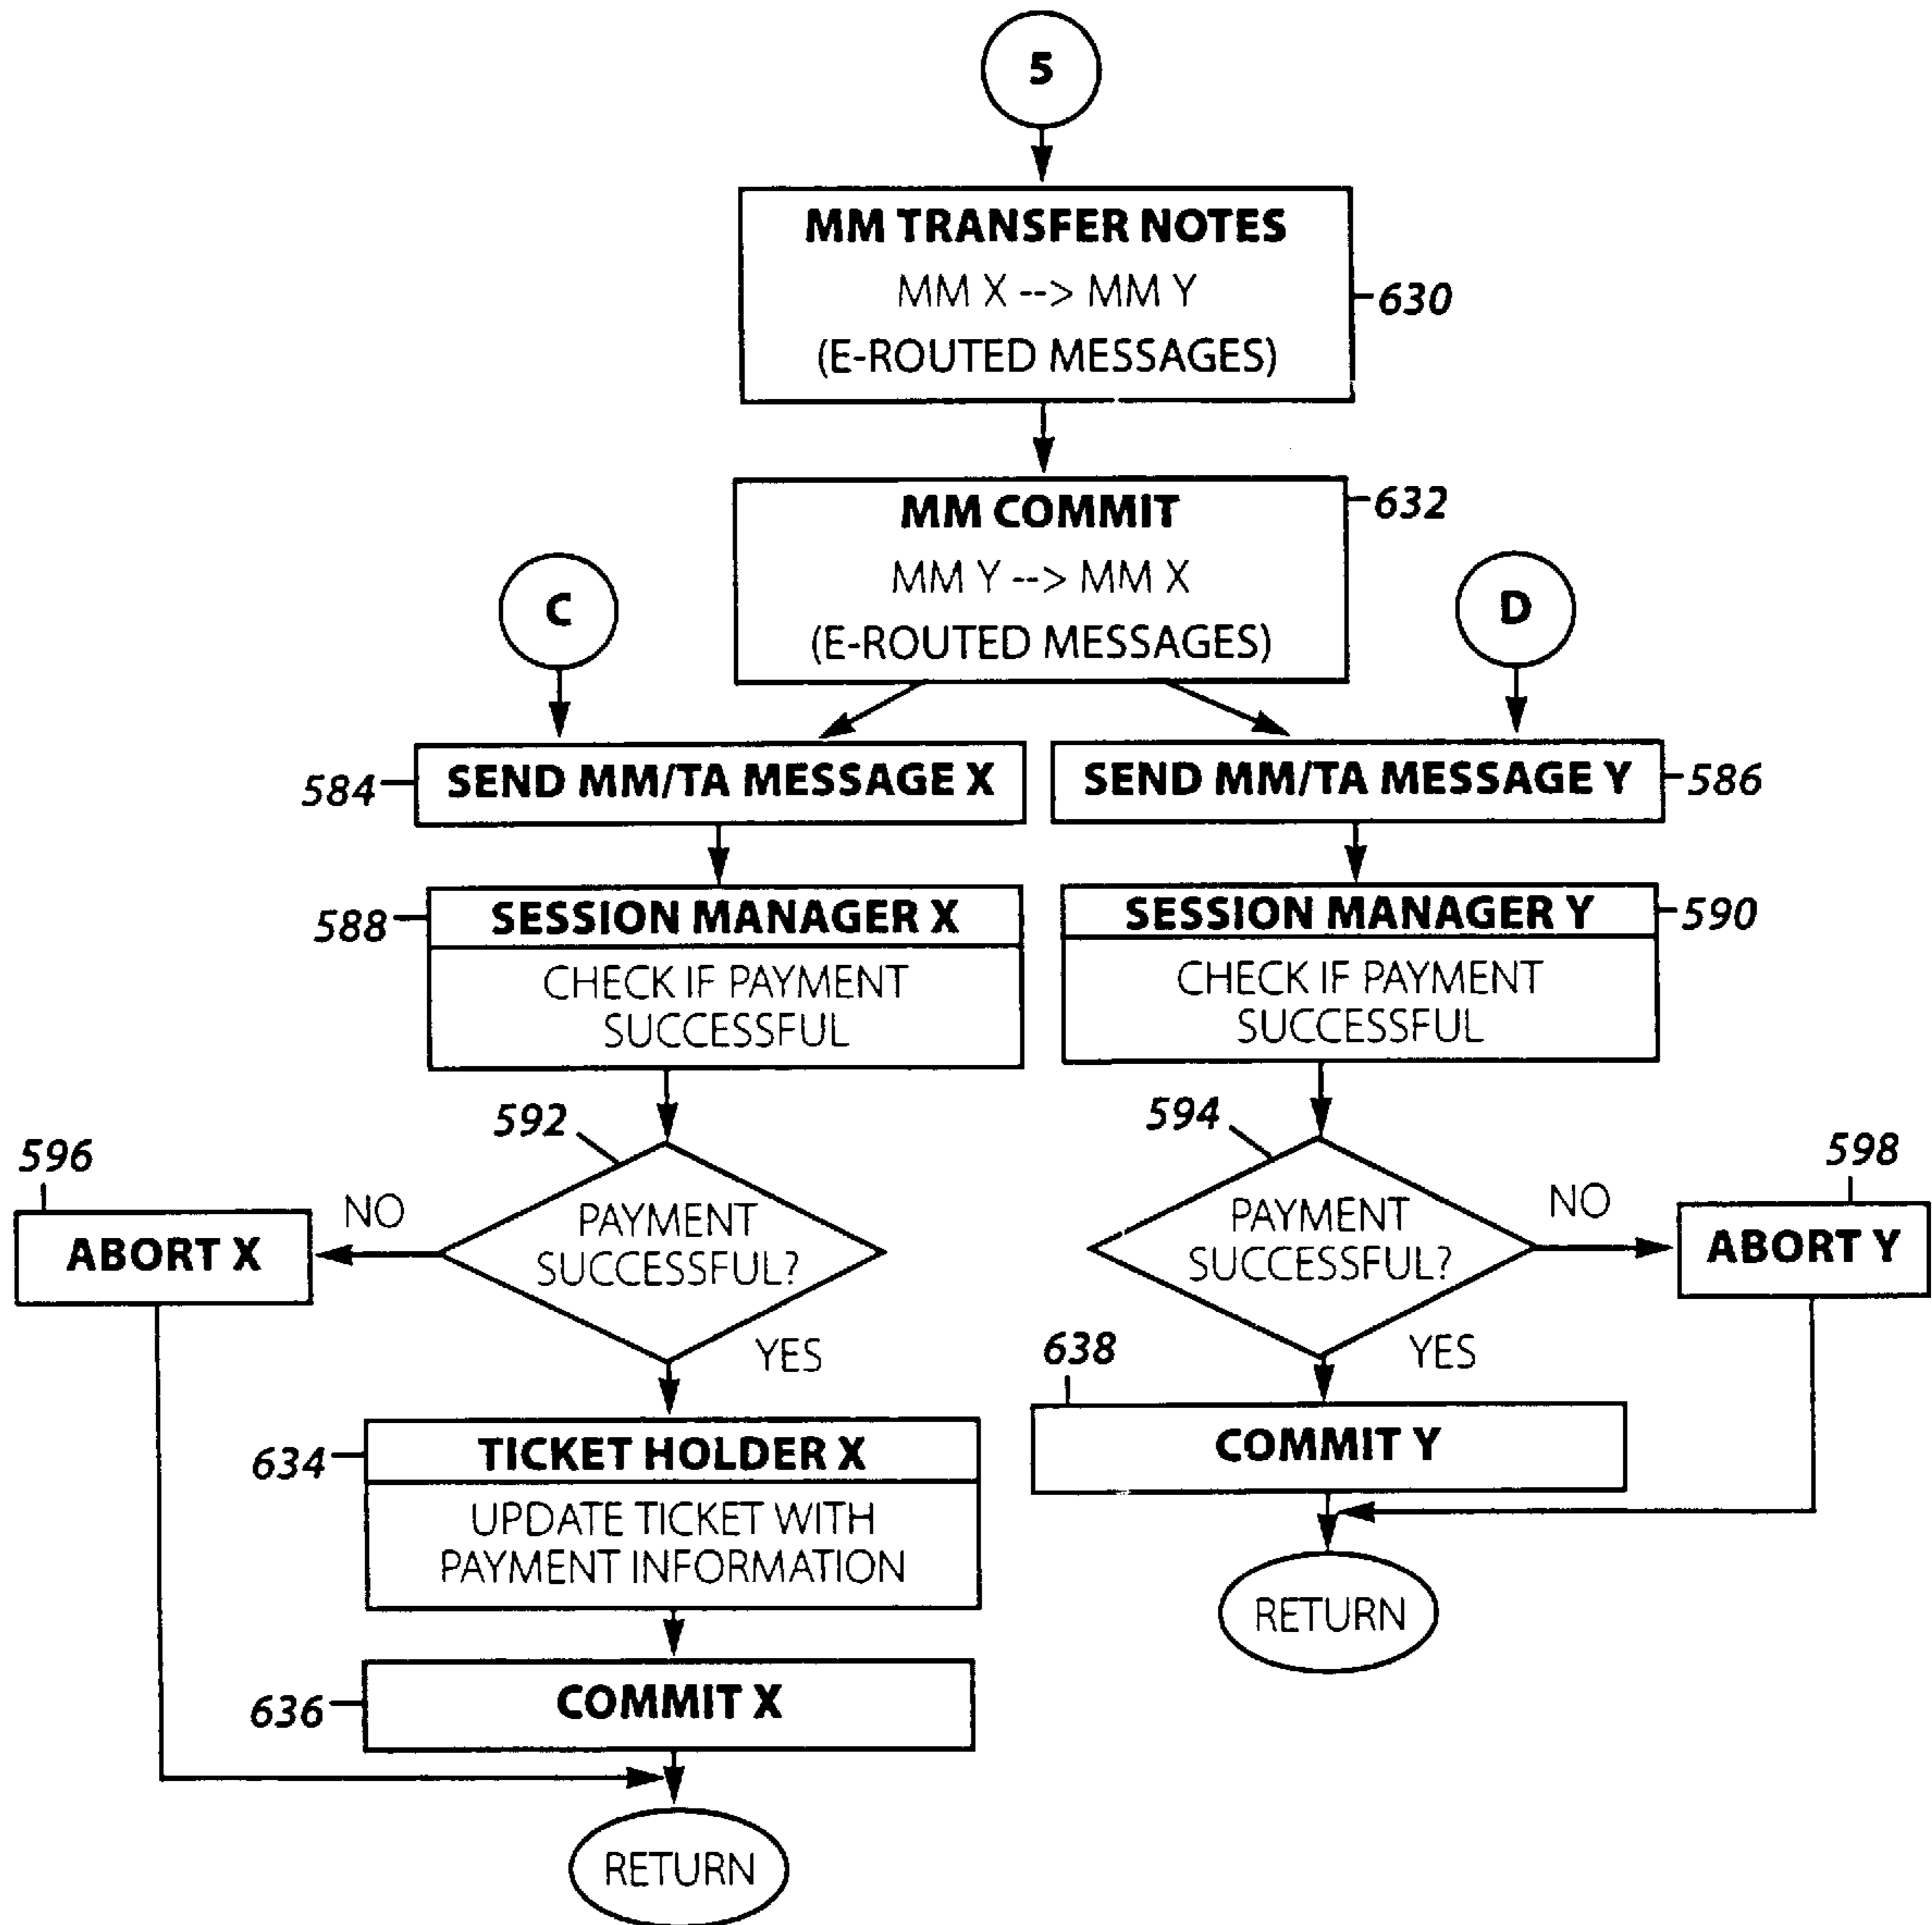 5
MM TRANSFER NOTES
MM X --> MM Y
(E-ROUTED MESSAGES)
630
MM COMMIT
MM Y --> MM X
(E-ROUTED MESSAGES)
632
C
D
584
SEND MM/TA MESSAGE X
SEND MM/TA MESSAGE Y
586
588
SESSION MANAGER X
CHECK IF PAYMENT
SUCCESSFUL
SESSION MANAGER Y
590
CHECK IF PAYMENT
SUCCESSFUL
592
PAYMENT
SUCCESSFUL?
NO
596
ABORT X
YES
594
PAYMENT
SUCCESSFUL?
NO
598
ABORT Y
YES
634
TICKET HOLDER X
UPDATE TICKET WITH
PAYMENT INFORMATION
636
COMMIT X
RETURN
638
COMMIT Y
RETURN